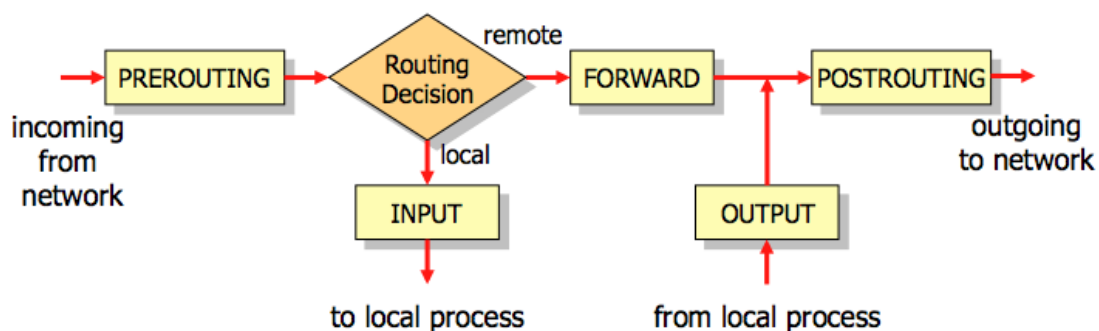 remote
PREROUTING
Routing
Decision
FORWARD
POSTROUTING
incoming
from
network
local
outgoing
to network
INPUT
OUTPUT
to local process
from local process